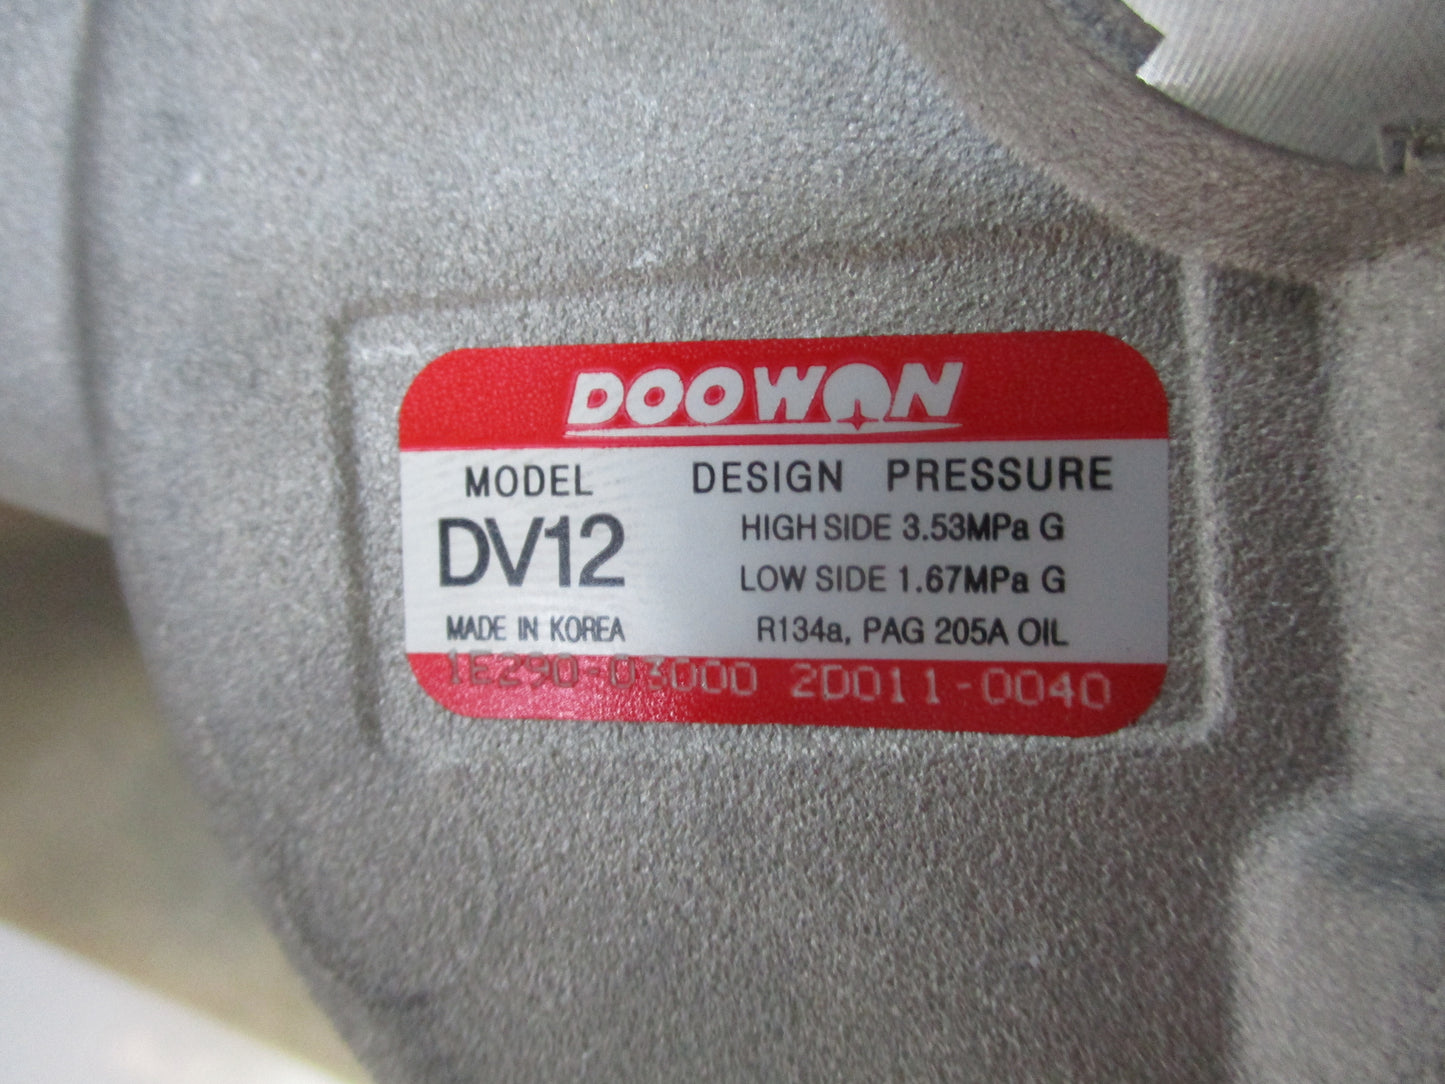 DOOWON
MODEL DESIGN PRESSURE
DV12 HIGH SIDE 3.53MPa G
LOW SIDE 1.67MPa G
MADE IN KOREA R134a, PAG 205A OIL
1E290-03000 2D011-0040